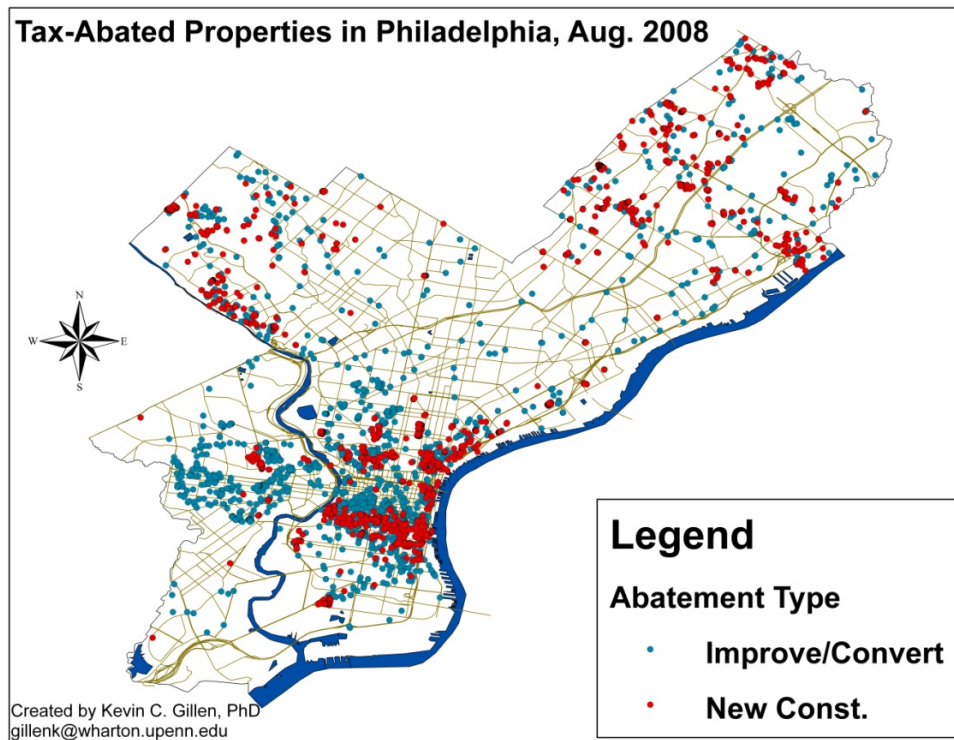 Tax-Abated Properties in Philadelphia, Aug. 2008
N
W E
S
Legend
Abatement Type
Improve/Convert
New Const.
Created by Kevin C. Gillen, PhD
gillenk@wharton.upenn.edu